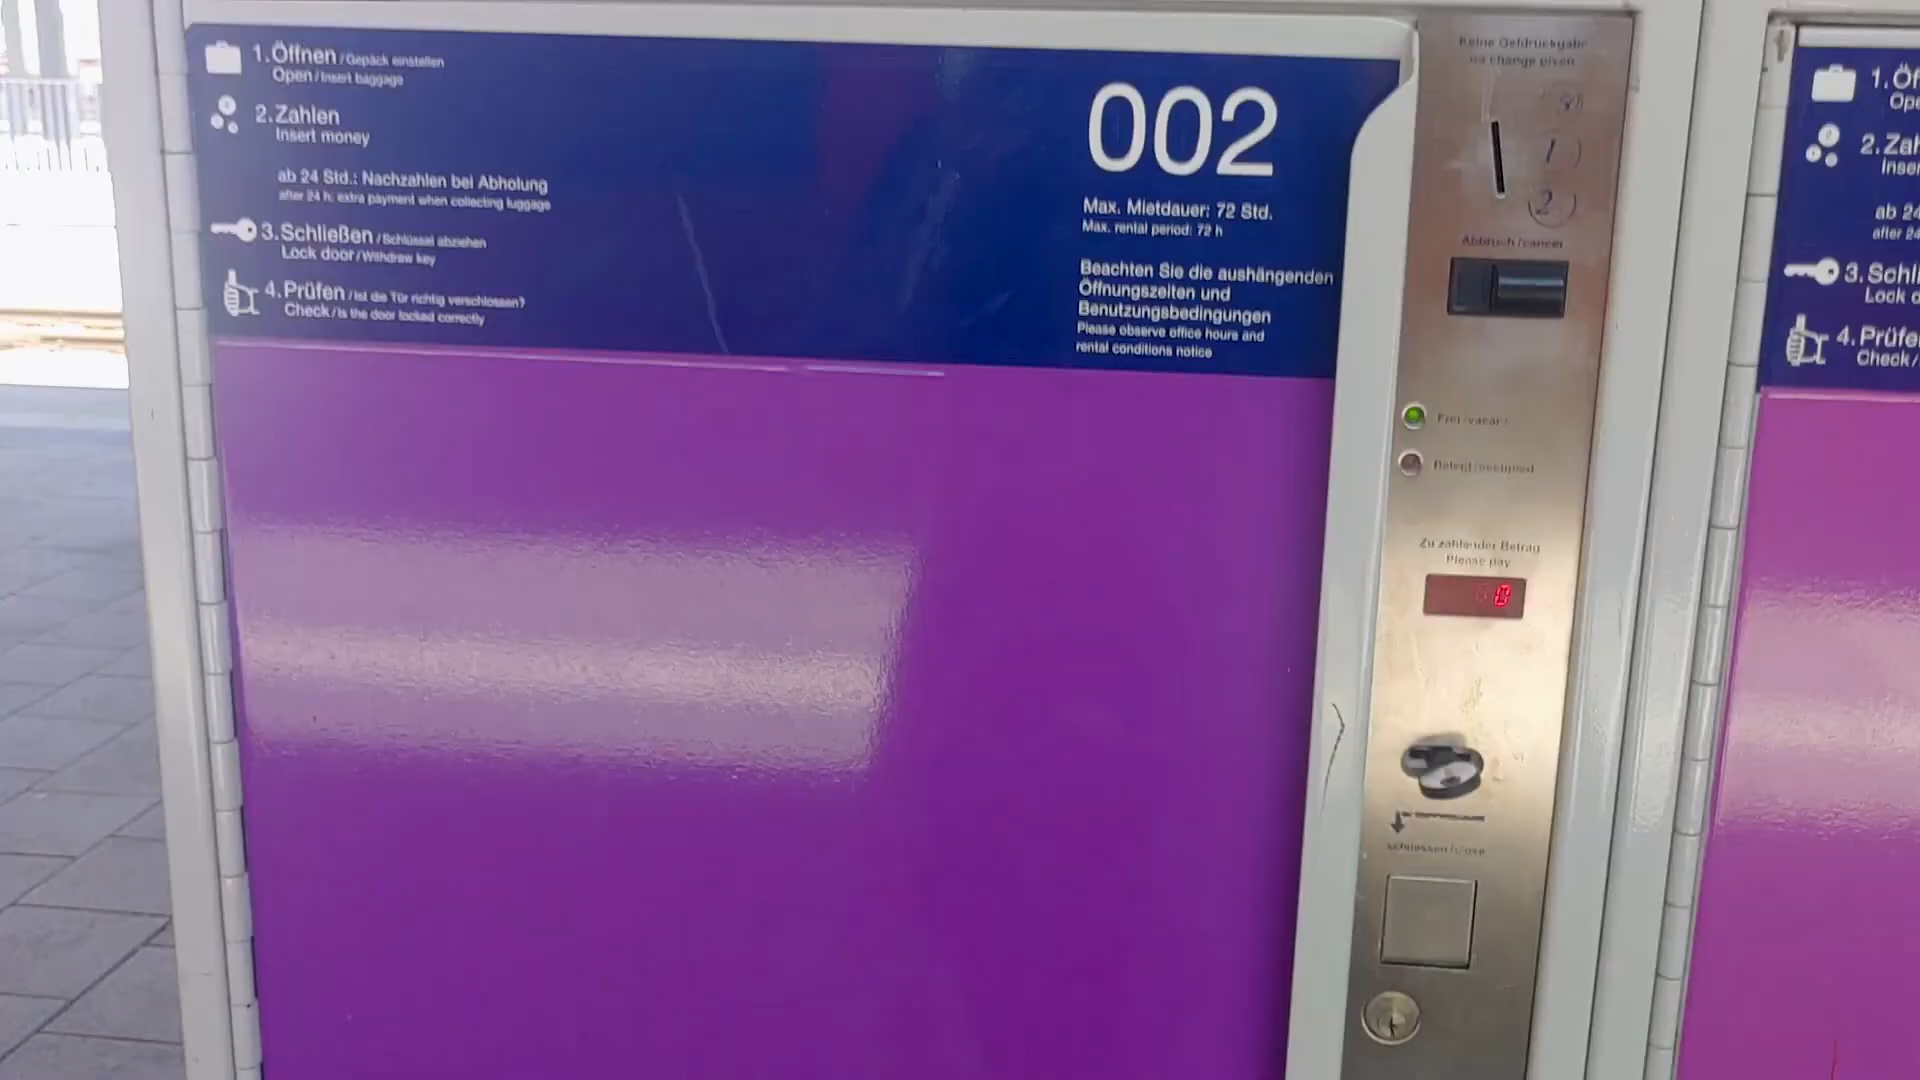 1. Öffnen / Gepäck einstellen
Open / Insert baggage
2. Zahlen
Insert money
ab 24 Std.: Nachzahlen bei Abholung
after 24 h: extra payment when collecting luggage
3. Schließen / Schlüssel abziehen
Lock door / Withdraw key
4. Prüfen / Ist die Tür richtig verschlossen?
Check / Is the door locked correctly
002
Max. Mietdauer: 72 Std.
Max. rental period: 72 h
Beachten Sie die aushängenden
Öffnungszeiten und
Benutzungsbedingungen
Please observe office hours and
rental conditions notice
Keine Geldrückgabe
no change given
1
2
Abbruch / cancel
Frei / vacant
Belegt / occupied
Zu zahlender Betrag
Please pay
0
schliessen / close
1. Öf
Ope
2. Zah
Inser
ab 24
after 24
3. Schli
Lock d
4. Prüfe
Check /